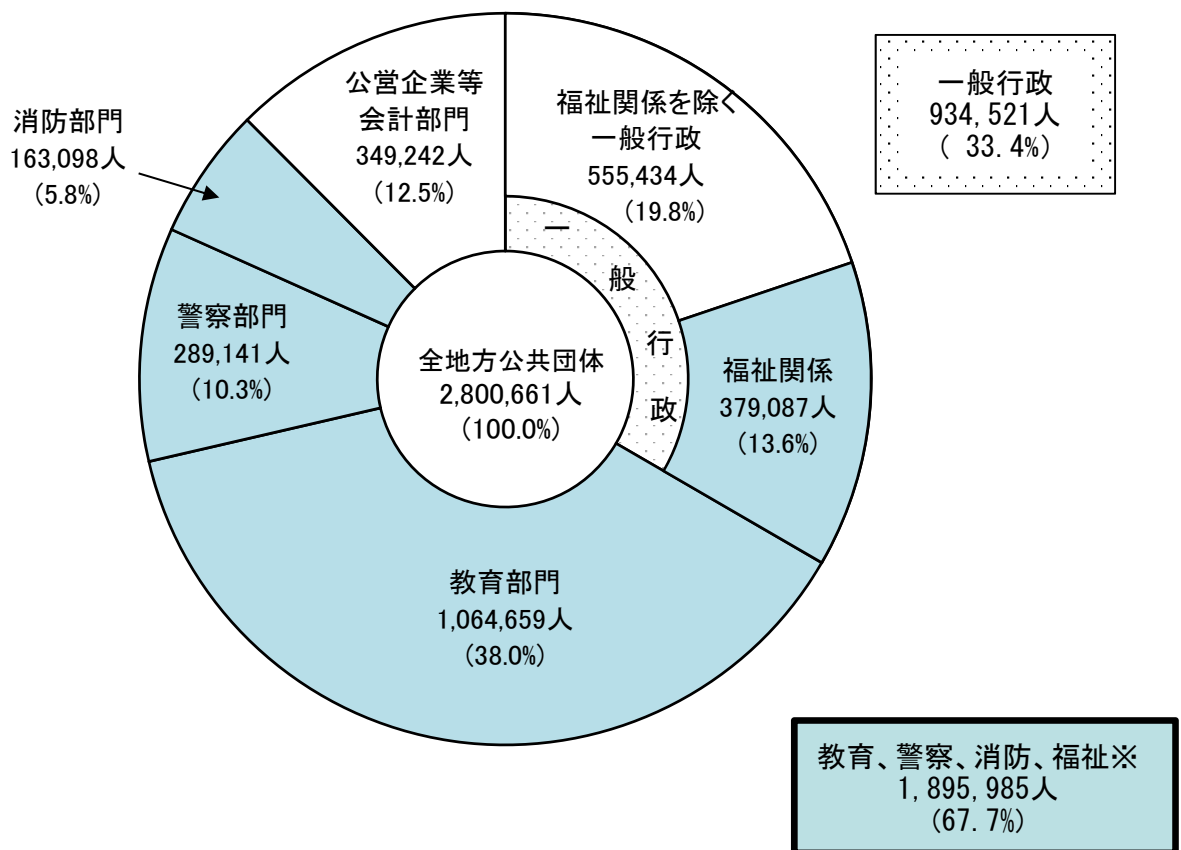 公営企業等
会計部門
349,242人
(12.5%)
福祉関係を除く
一般行政
555,434人
(19.8%)
一般行政
934,521人
( 33.4%)
消防部門
163,098人
(5.8%)
一
般
行
政
警察部門
289,141人
(10.3%)
全地方公共団体
2,800,661人
(100.0%)
福祉関係
379,087人
(13.6%)
教育部門
1,064,659人
(38.0%)
教育、警察、消防、福祉※
1,895,985人
(67.7%)